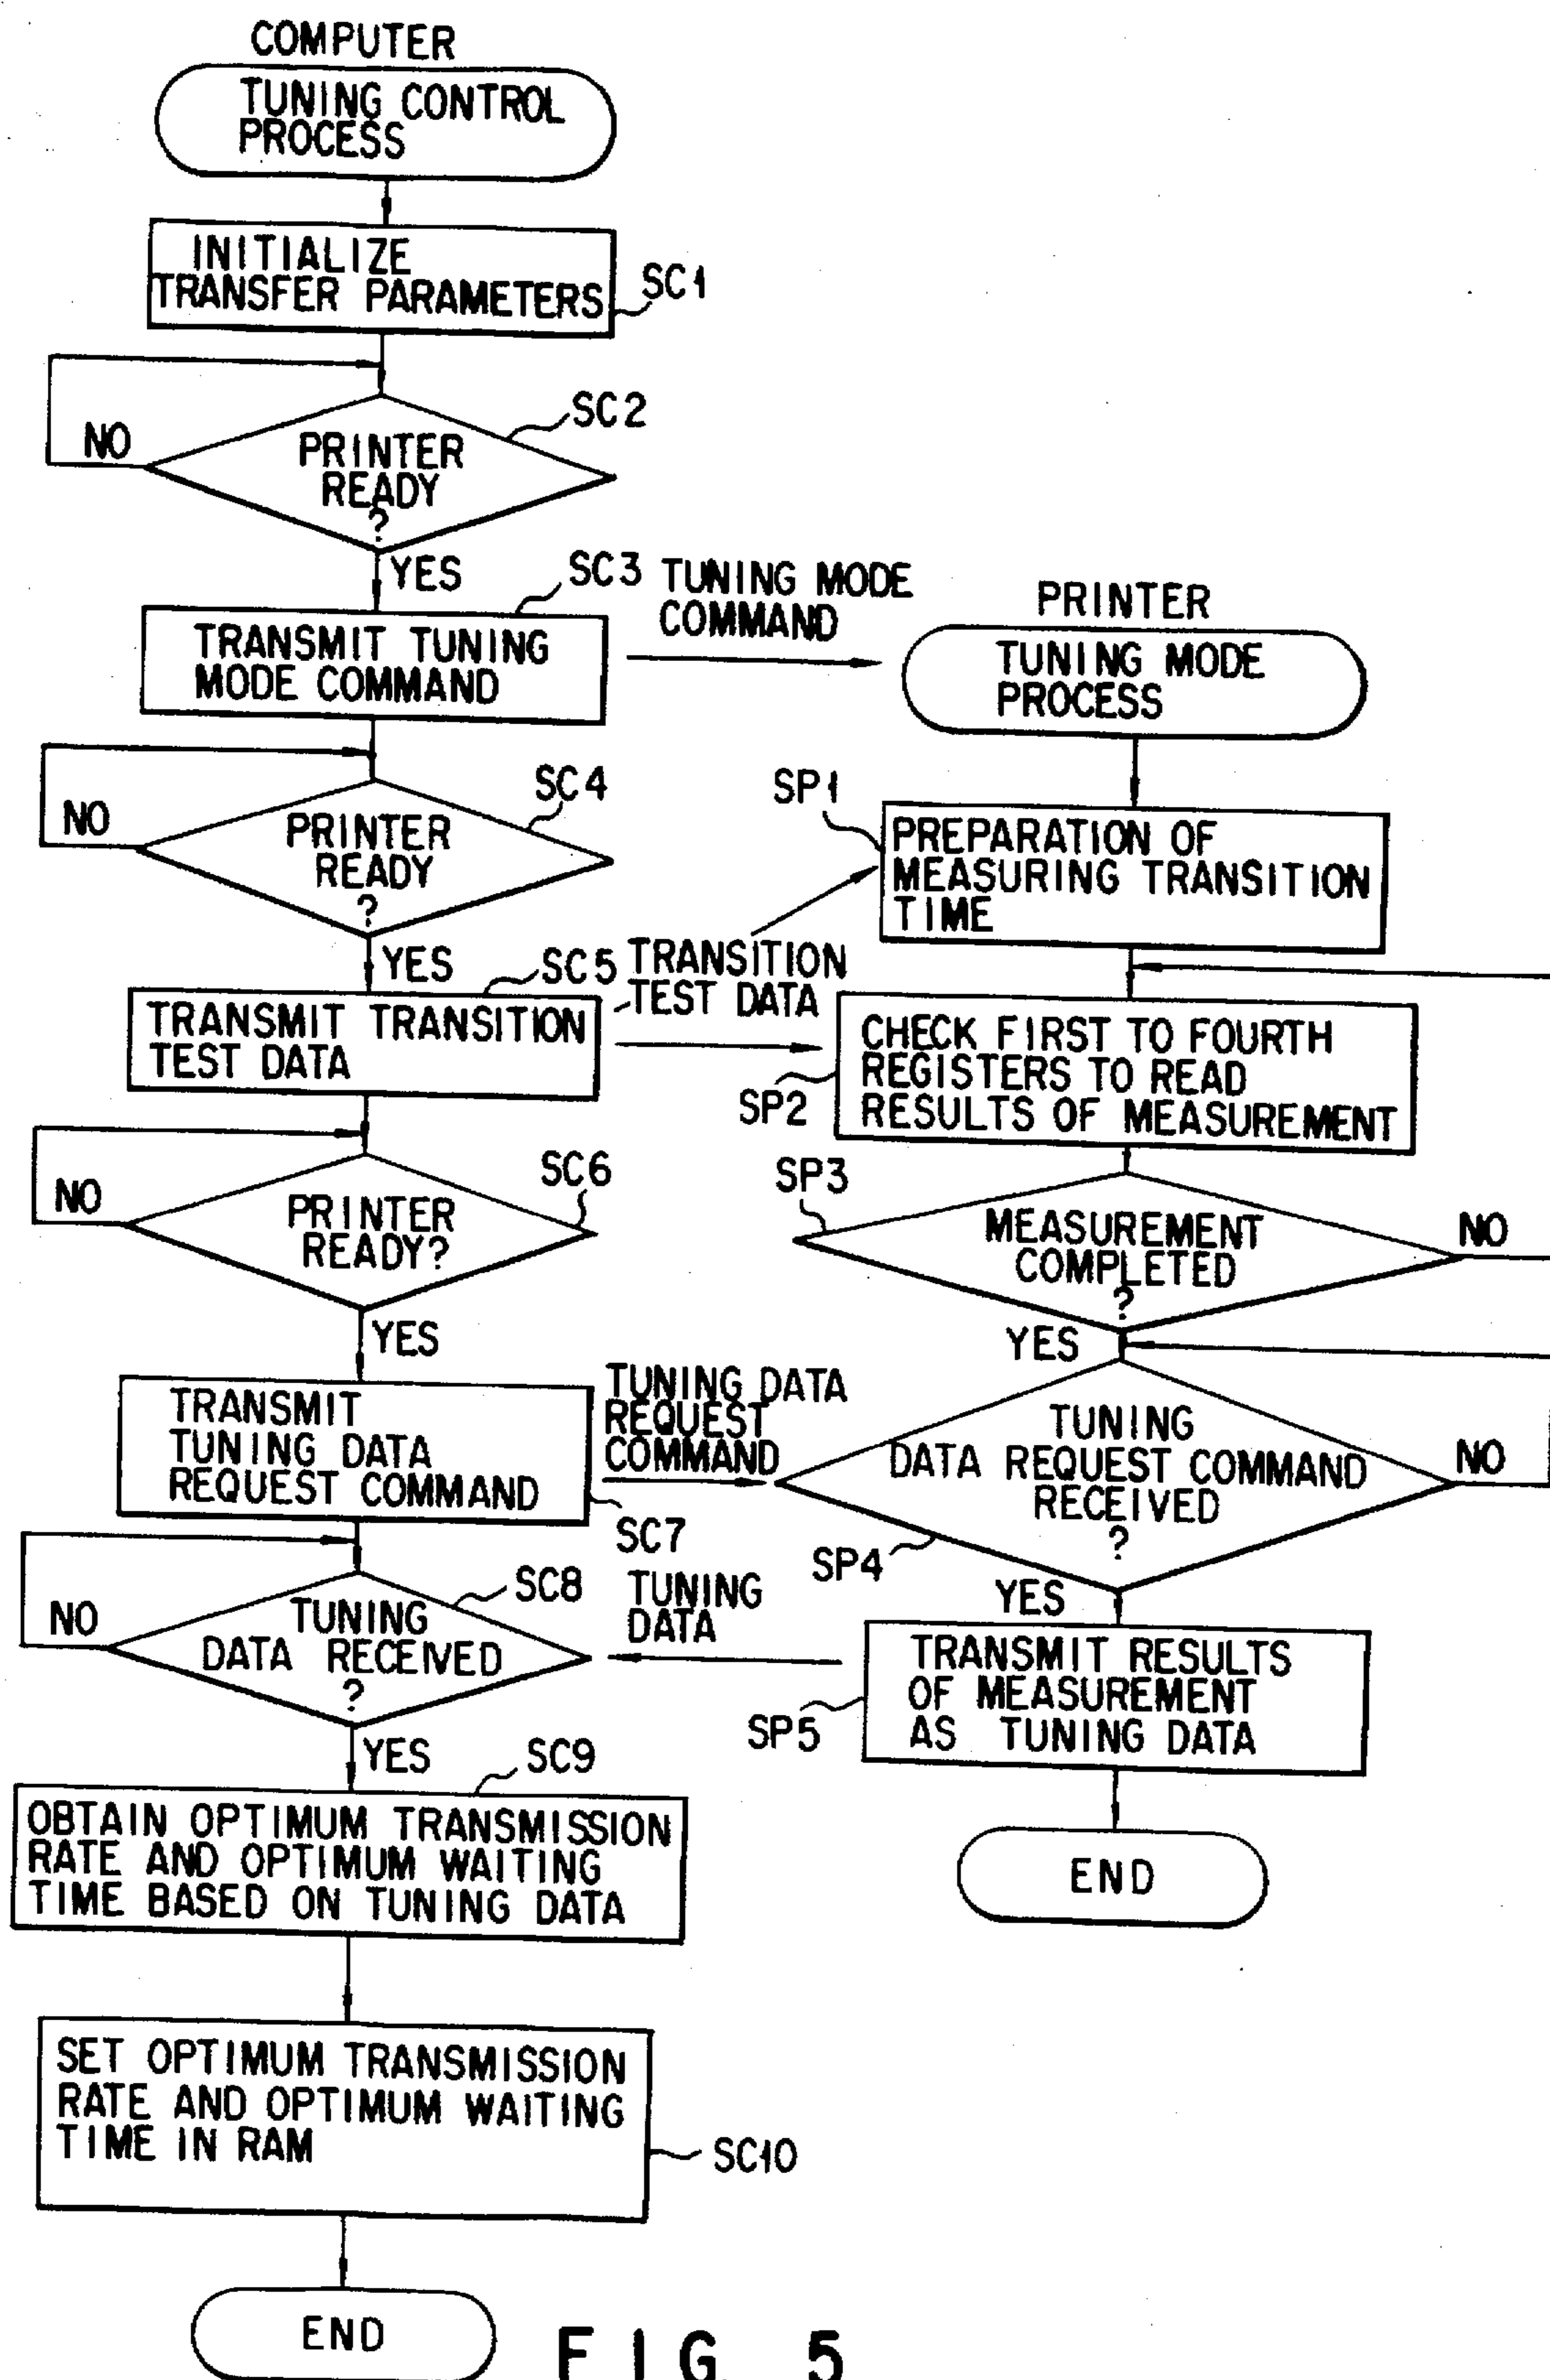 COMPUTER
TUNING CONTROL
PROCESS
INITIALIZE
TRANSFER PARAMETERS
SC1
SC2
NO
PRINTER
READY
?
YES
SC3
TUNING MODE
COMMAND
TRANSMIT TUNING
MODE COMMAND
PRINTER
TUNING MODE
PROCESS
SC4
NO
PRINTER
READY
?
YES
SP1
PREPARATION OF
MEASURING TRANSITION
TIME
SC5
TRANSITION
TEST DATA
TRANSMIT TRANSITION
TEST DATA
CHECK FIRST TO FOURTH
REGISTERS TO READ
RESULTS OF MEASUREMENT
SP2
SC6
NO
PRINTER
READY?
YES
SP3
MEASUREMENT
COMPLETED
?
NO
YES
TRANSMIT
TUNING DATA
REQUEST COMMAND
TUNING DATA
REQUEST
COMMAND
SC7
TUNING
DATA REQUEST COMMAND
RECEIVED
?
NO
SP4
YES
SC8
NO
TUNING
DATA RECEIVED
?
YES
TUNING
DATA
TRANSMIT RESULTS
OF MEASUREMENT
AS TUNING DATA
SP5
END
SC9
OBTAIN OPTIMUM TRANSMISSION
RATE AND OPTIMUM WAITING
TIME BASED ON TUNING DATA
SET OPTIMUM TRANSMISSION
RATE AND OPTIMUM WAITING
TIME IN RAM
SC10
END
FIG. 5